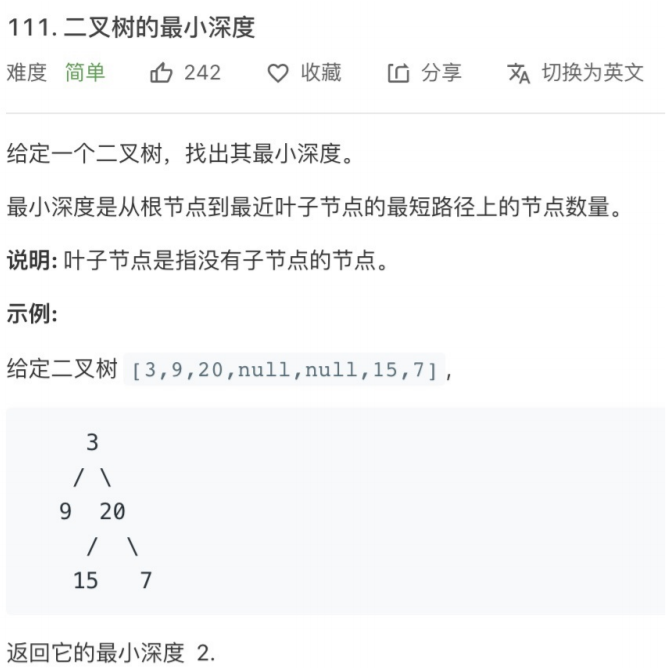 111. 二叉树的最小深度
难度 简单 242 收藏 分享 切换为英文
给定一个二叉树，找出其最小深度。
最小深度是从根节点到最近叶子节点的最短路径上的节点数量。
说明: 叶子节点是指没有子节点的节点。
示例:
给定二叉树 [3,9,20,null,null,15,7],
3
/ \
9 20
/ \
15 7
返回它的最小深度 2.